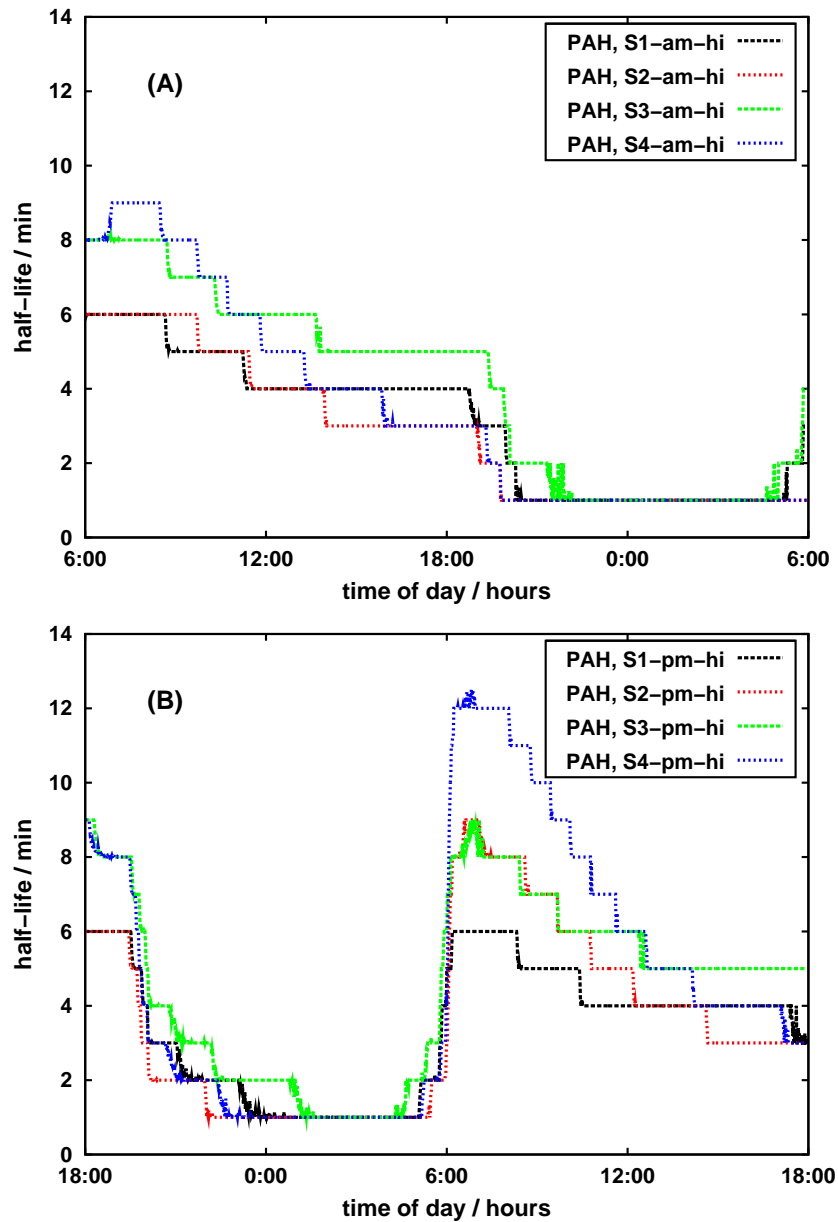 14
12
10
8
6
4
2
0
half−life / min
(A)
PAH, S1−am−hi
PAH, S2−am−hi
PAH, S3−am−hi
PAH, S4−am−hi
6:00 12:00 18:00 0:00 6:00
time of day / hours
14
12
10
8
6
4
2
0
half−life / min
(B)
PAH, S1−pm−hi
PAH, S2−pm−hi
PAH, S3−pm−hi
PAH, S4−pm−hi
18:00 0:00 6:00 12:00 18:00
time of day / hours